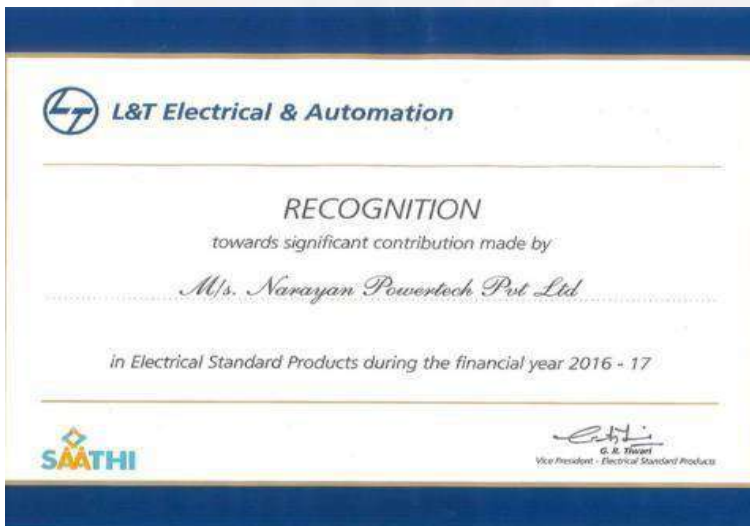 LT L&T Electrical & Automation
RECOGNITION
towards significant contribution made by
M/s. Narayan Powertech Pvt Ltd
in Electrical Standard Products during the financial year 2016 - 17
SAATHI
G. R. Tiwari
Vice President - Electrical Standard Products